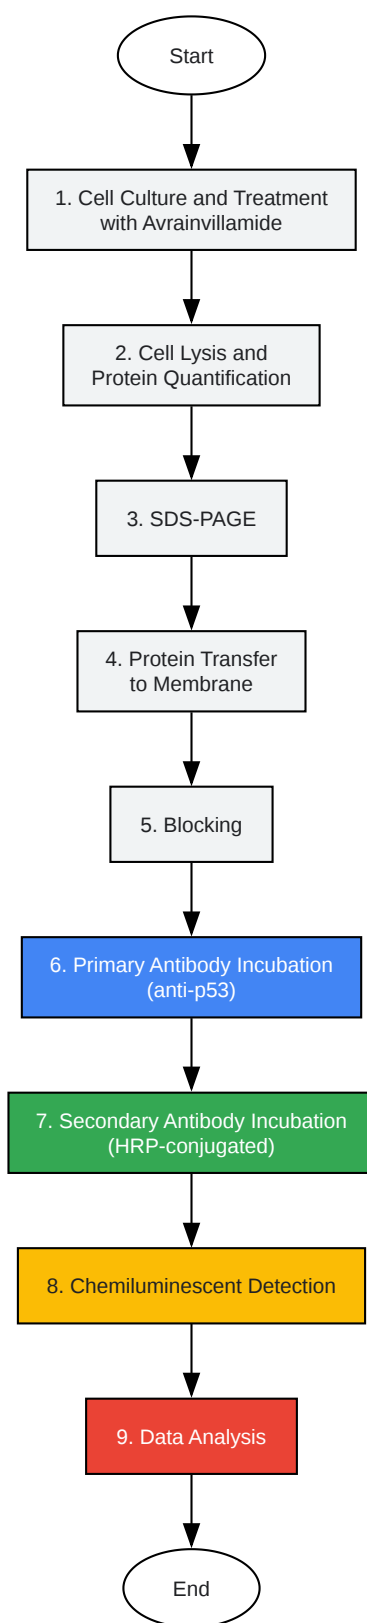 Start
1. Cell Culture and Treatment
with Avrainvillamide
2. Cell Lysis and
Protein Quantification
3. SDS-PAGE
4. Protein Transfer
to Membrane
5. Blocking
6. Primary Antibody Incubation
(anti-p53)
7. Secondary Antibody Incubation
(HRP-conjugated)
8. Chemiluminescent Detection
9. Data Analysis
End